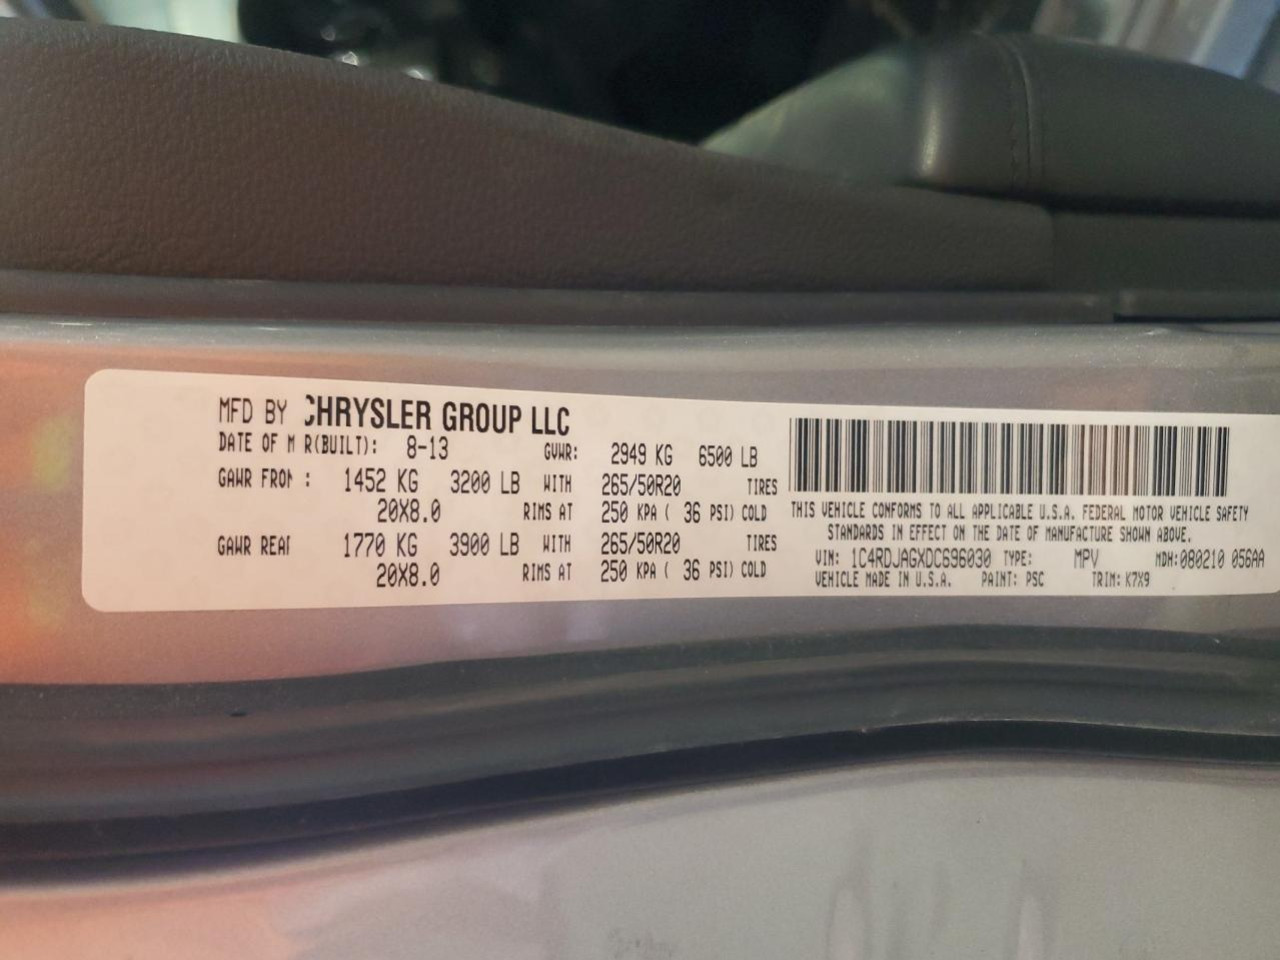 MFD BY CHRYSLER GROUP LLC
DATE OF M R(BUILT): 8-13 GVWR: 2949 KG 6500 LB
GAWR FRON : 1452 KG 3200 LB WITH 265/50R20 TIRES
20X8.0 RIMS AT 250 KPA ( 36 PSI) COLD
GAWR REAR 1770 KG 3900 LB WITH 265/50R20 TIRES
20X8.0 RIMS AT 250 KPA ( 36 PSI) COLD
THIS VEHICLE CONFORMS TO ALL APPLICABLE U.S.A. FEDERAL MOTOR VEHICLE SAFETY
STANDARDS IN EFFECT ON THE DATE OF MANUFACTURE SHOWN ABOVE.
VIN: 1C4RDJAGXDC696030 TYPE: MPV MDH:080210 056AA
VEHICLE MADE IN U.S.A. PAINT: PSC TRIM: K7X9